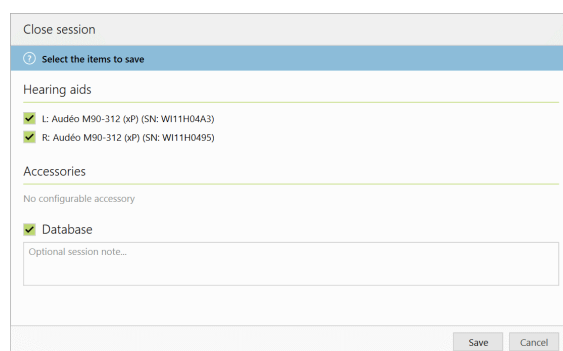 Close session
? Select the items to save
Hearing aids
L: Audéo M90-312 (xP) (SN: WI11H04A3)
R: Audéo M90-312 (xP) (SN: WI11H0495)
Accessories
No configurable accessory
Database
Optional session note...
Save Cancel